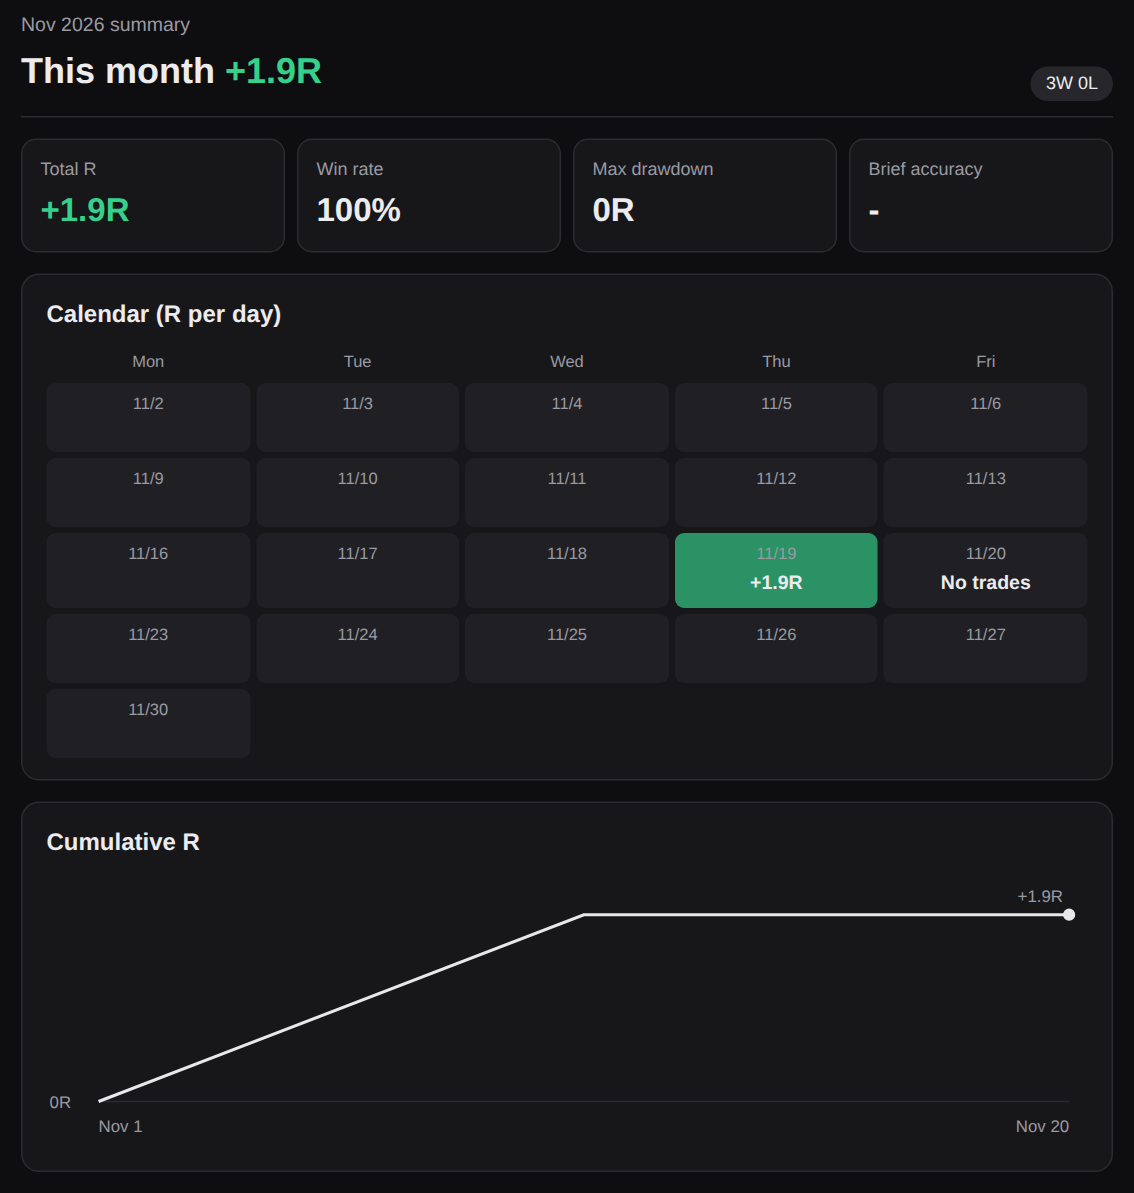 Nov 2026 summary
This month +1.9R
3W 0L
Total R
+1.9R
Win rate
100%
Max drawdown
0R
Brief accuracy
-
Calendar (R per day)
Mon Tue Wed Thu Fri
11/2 11/3 11/4 11/5 11/6
11/9 11/10 11/11 11/12 11/13
11/16 11/17 11/18 11/19 11/20
+1.9R No trades
11/23 11/24 11/25 11/26 11/27
11/30
Cumulative R
+1.9R
0R
Nov 1 Nov 20